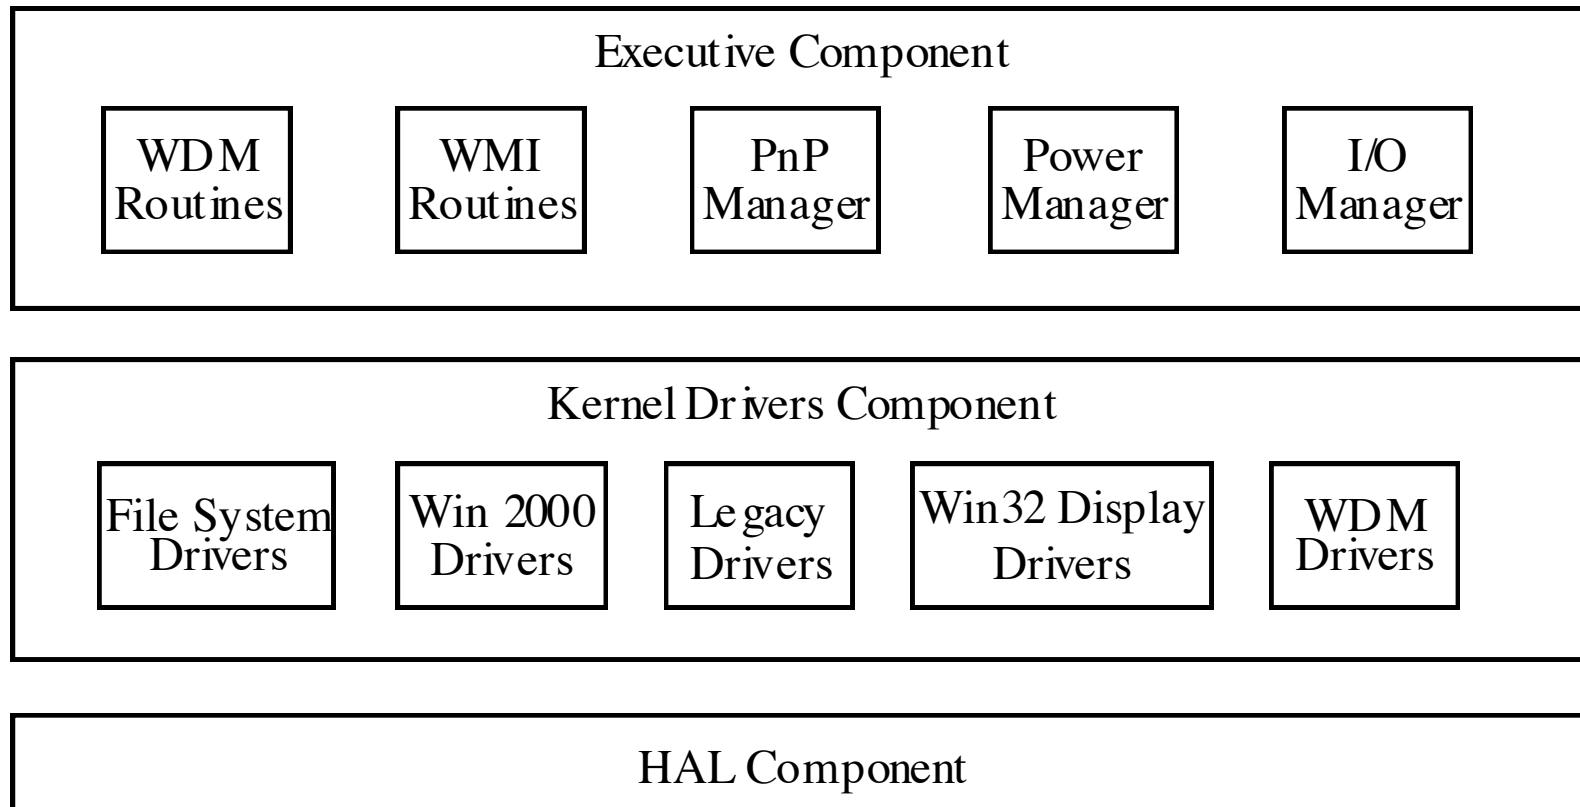 Executive Component
WDM
Routines
WMI
Routines
PnP
Manager
Power
Manager
I/O
Manager
Kernel Drivers Component
File System
Drivers
Win 2000
Drivers
Legacy
Drivers
Win32 Display
Drivers
WDM
Drivers
HAL Component